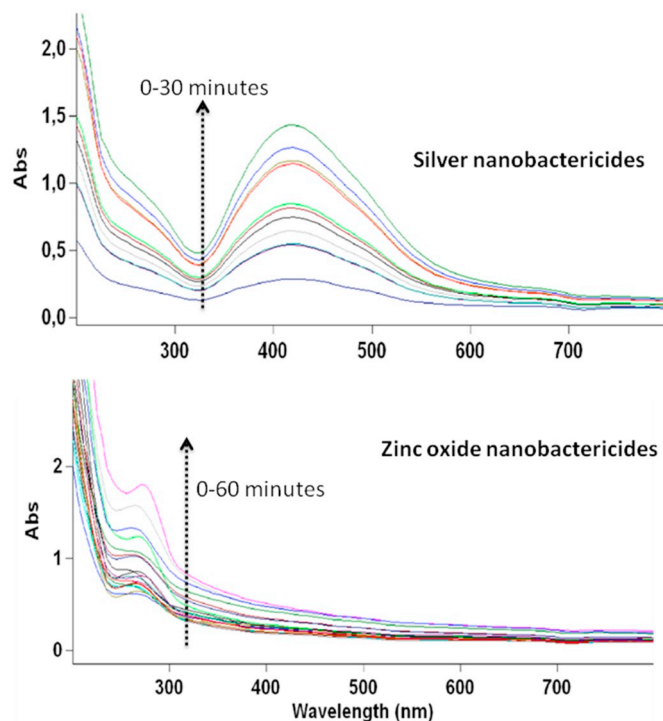 2,0
0-30 minutes
1,5
Silver nanobactericides
Abs
1,0
0,5
0,0
300 400 500 600 700
Zinc oxide nanobactericides
2
0-60 minutes
Abs
1
0
300 400 500 600 700
Wavelength (nm)